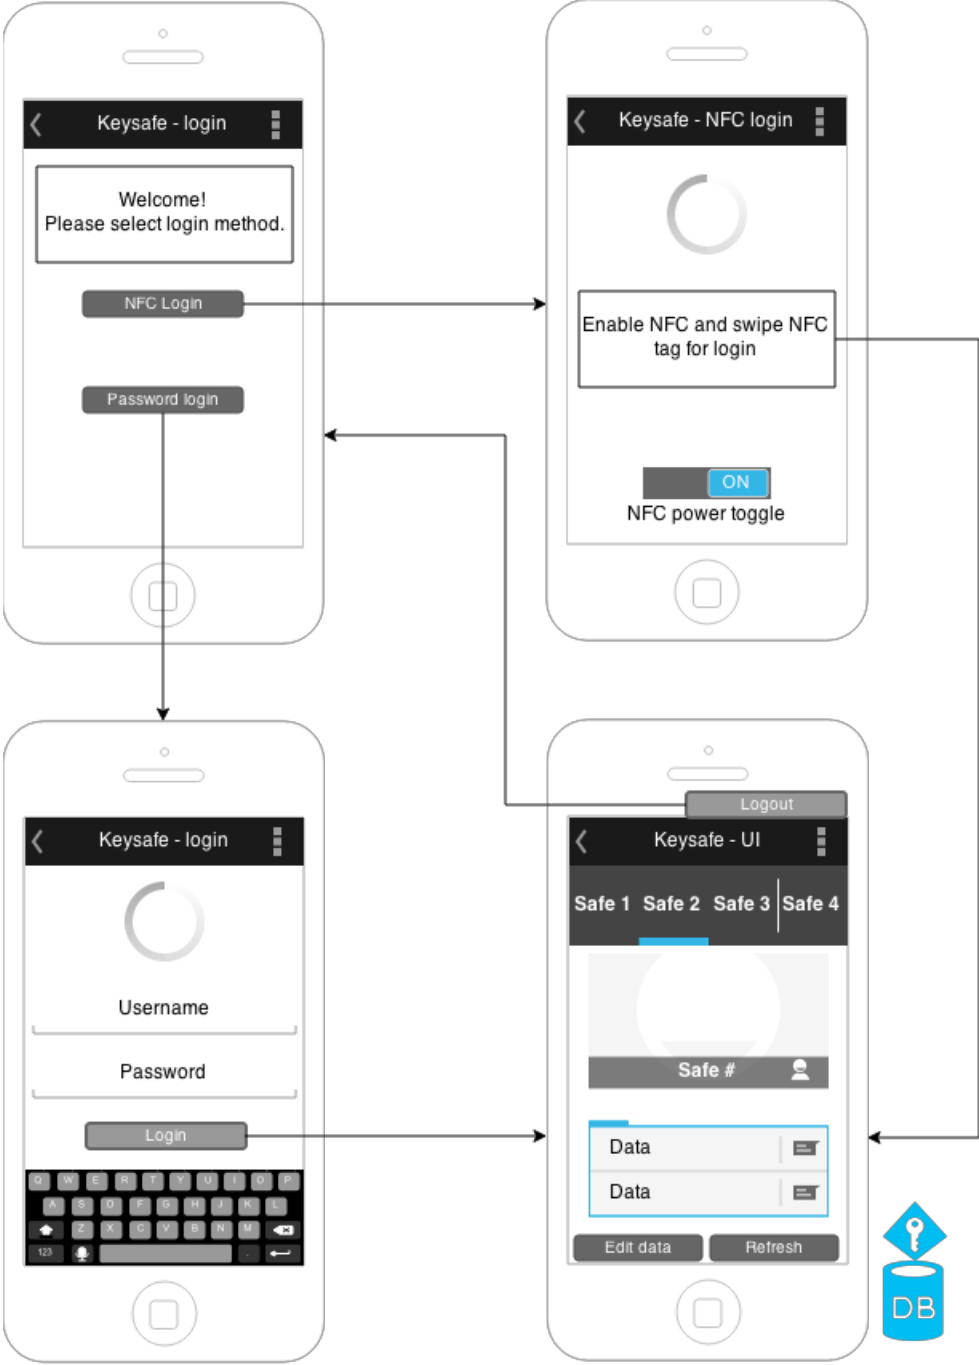 Keysafe - login
Welcome!
Please select login method.
NFC Login
Password login
Keysafe - NFC login
Enable NFC and swipe NFC
tag for login
ON
NFC power toggle
Keysafe - login
Username
Password
Login
Q W E R T Y U I O P
A S D F G H J K L
Z X C V B N M
123 .
Logout
Keysafe - UI
Safe 1 Safe 2 Safe 3 Safe 4
Safe #
Data
Data
Edit data Refresh
DB